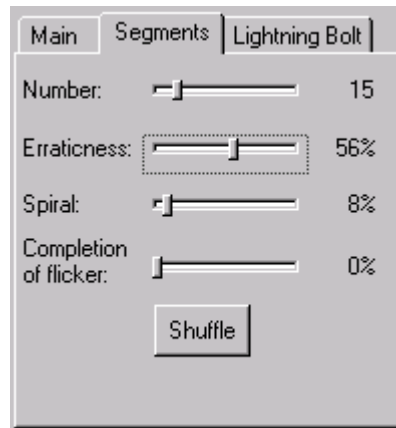 Main Segments Lightning Bolt
Number: 15
Erraticness: 56%
Spiral: 8%
Completion
of flicker: 0%
Shuffle